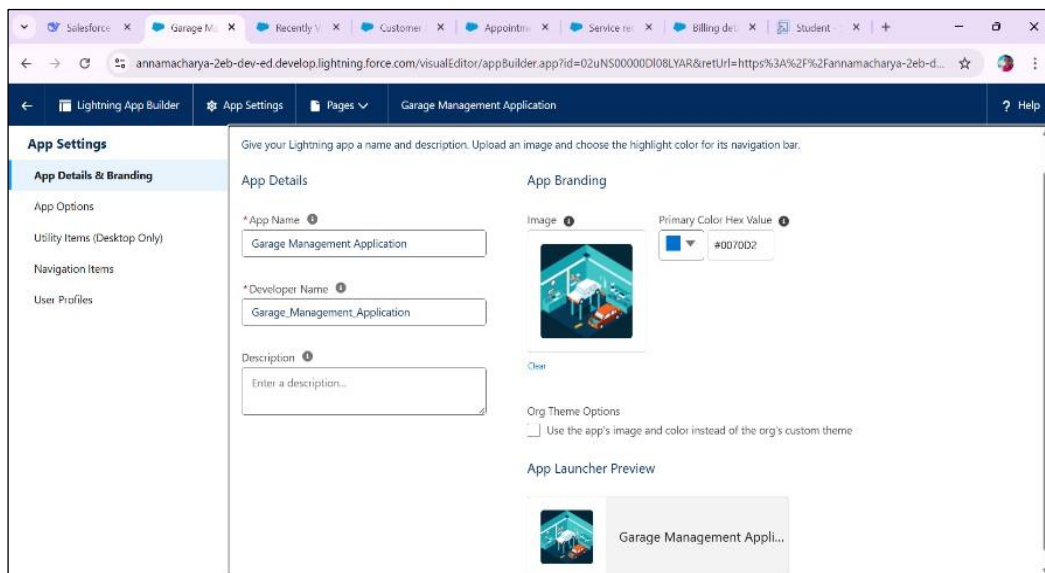 Salesforce
Garage M
Recently V
Customer
Appointm
Service re
Billing det
Student -
annamacharya-2eb-dev-ed.develop.lightning.force.com/visualEditor/appBuilder.app?id=02uNS00000Dl08LYAR&retUrl=https%3A%2F%2Fannamacharya-2eb-d...
Lightning App Builder
App Settings
Pages
Garage Management Application
? Help
App Settings
App Details & Branding
App Options
Utility Items (Desktop Only)
Navigation Items
User Profiles
Give your Lightning app a name and description. Upload an image and choose the highlight color for its navigation bar.
App Details
*App Name
Garage Management Application
*Developer Name
Garage_Management_Application
Description
Enter a description...
App Branding
Image
Clear
Primary Color Hex Value
#0070D2
Org Theme Options
Use the app's image and color instead of the org's custom theme
App Launcher Preview
Garage Management Appli...